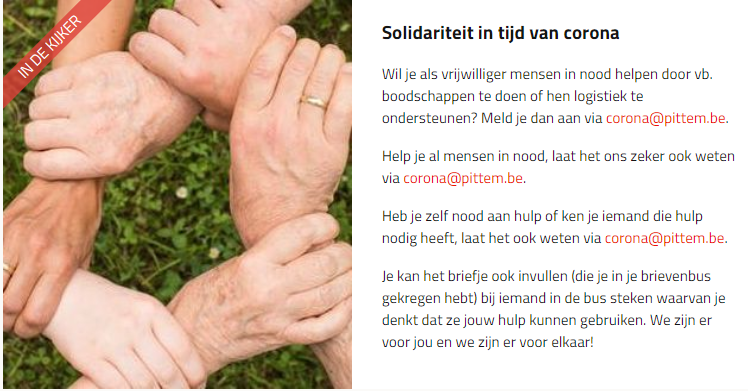 IN DE KIJKER
Solidariteit in tijd van corona
Wil je als vrijwilliger mensen in nood helpen door vb.
boodschappen te doen of hen logistiek te
ondersteunen? Meld je dan aan via corona@pittem.be.
Help je al mensen in nood, laat het ons zeker ook weten
via corona@pittem.be.
Heb je zelf nood aan hulp of ken je iemand die hulp
nodig heeft, laat het ook weten via corona@pittem.be.
Je kan het briefje ook invullen (die je in je brievenbus
gekregen hebt) bij iemand in de bus steken waarvan je
denkt dat ze jouw hulp kunnen gebruiken. We zijn er
voor jou en we zijn er voor elkaar!